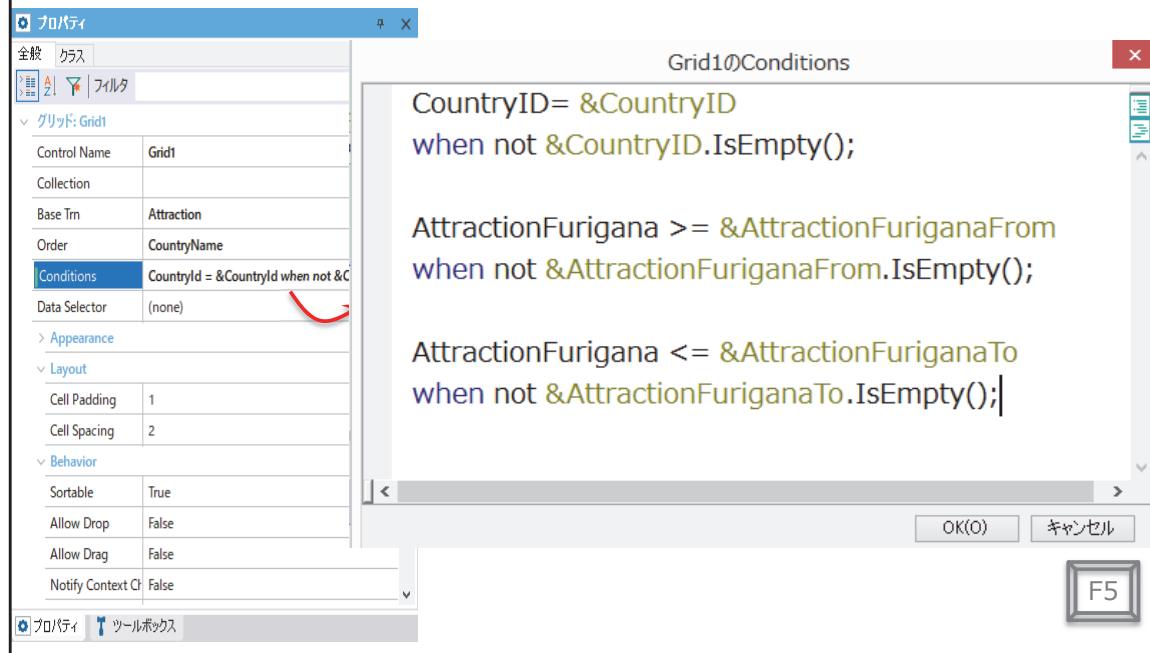 プロパティ
全般 クラス
フィルタ
グリッド: Grid1
Control Name Grid1
Collection
Base Trn Attraction
Order CountryName
Conditions CountryId = &CountryId when not &C
Data Selector (none)
Appearance
Layout
Cell Padding 1
Cell Spacing 2
Behavior
Sortable True
Allow Drop False
Allow Drag False
Notify Context Ch False
プロパティ ツールボックス
Grid1のConditions
CountryID= &CountryID
when not &CountryID.IsEmpty();
AttractionFurigana >= &AttractionFuriganaFrom
when not &AttractionFuriganaFrom.IsEmpty();
AttractionFurigana <= &AttractionFuriganaTo
when not &AttractionFuriganaTo.IsEmpty();
OK(O) キャンセル
F5